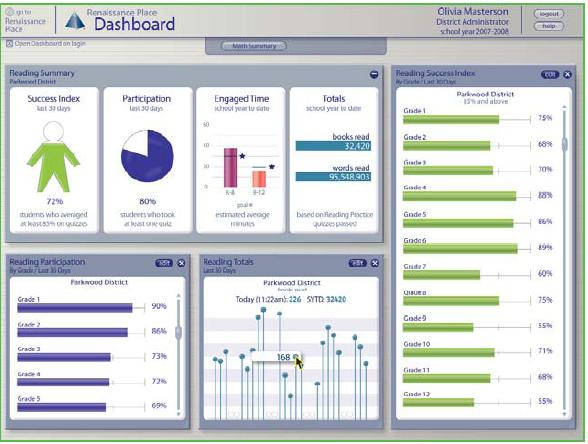 go to
Renaissance
Place
Renaissance Place
Dashboard
Olivia Masterson
District Administrator
school year 2007-2008
logout
help
Open Dashboard on login
Math Summary
Reading Summary
Parkwood District
Success Index
last 30 days
72%
students who averaged
at least 85% on quizzes
Participation
last 30 days
80%
students who took
at least one quiz
Engaged Time
school year to date
60
30
0
K-8
9-12
goal
estimated average
minutes
Totals
school year to date
books read
32,420
words read
95,548,903
based on Reading Practice
quizzes passed
Reading Participation
By Grade / Last 30 Days
edit
Parkwood District
Grade 1
90%
Grade 2
86%
Grade 3
73%
Grade 4
72%
Grade 5
69%
Reading Totals
Last 30 Days
edit
Parkwood District
books read
Today (11:22am): 226 SYTD: 32420
168
Reading Success Index
By Grade / Last 30 Days
edit
Parkwood District
85% and above
Grade 1
75%
Grade 2
68%
Grade 3
70%
Grade 4
88%
Grade 5
86%
Grade 6
89%
Grade 7
60%
Grade 8
75%
Grade 9
55%
Grade 10
71%
Grade 11
68%
Grade 12
55%